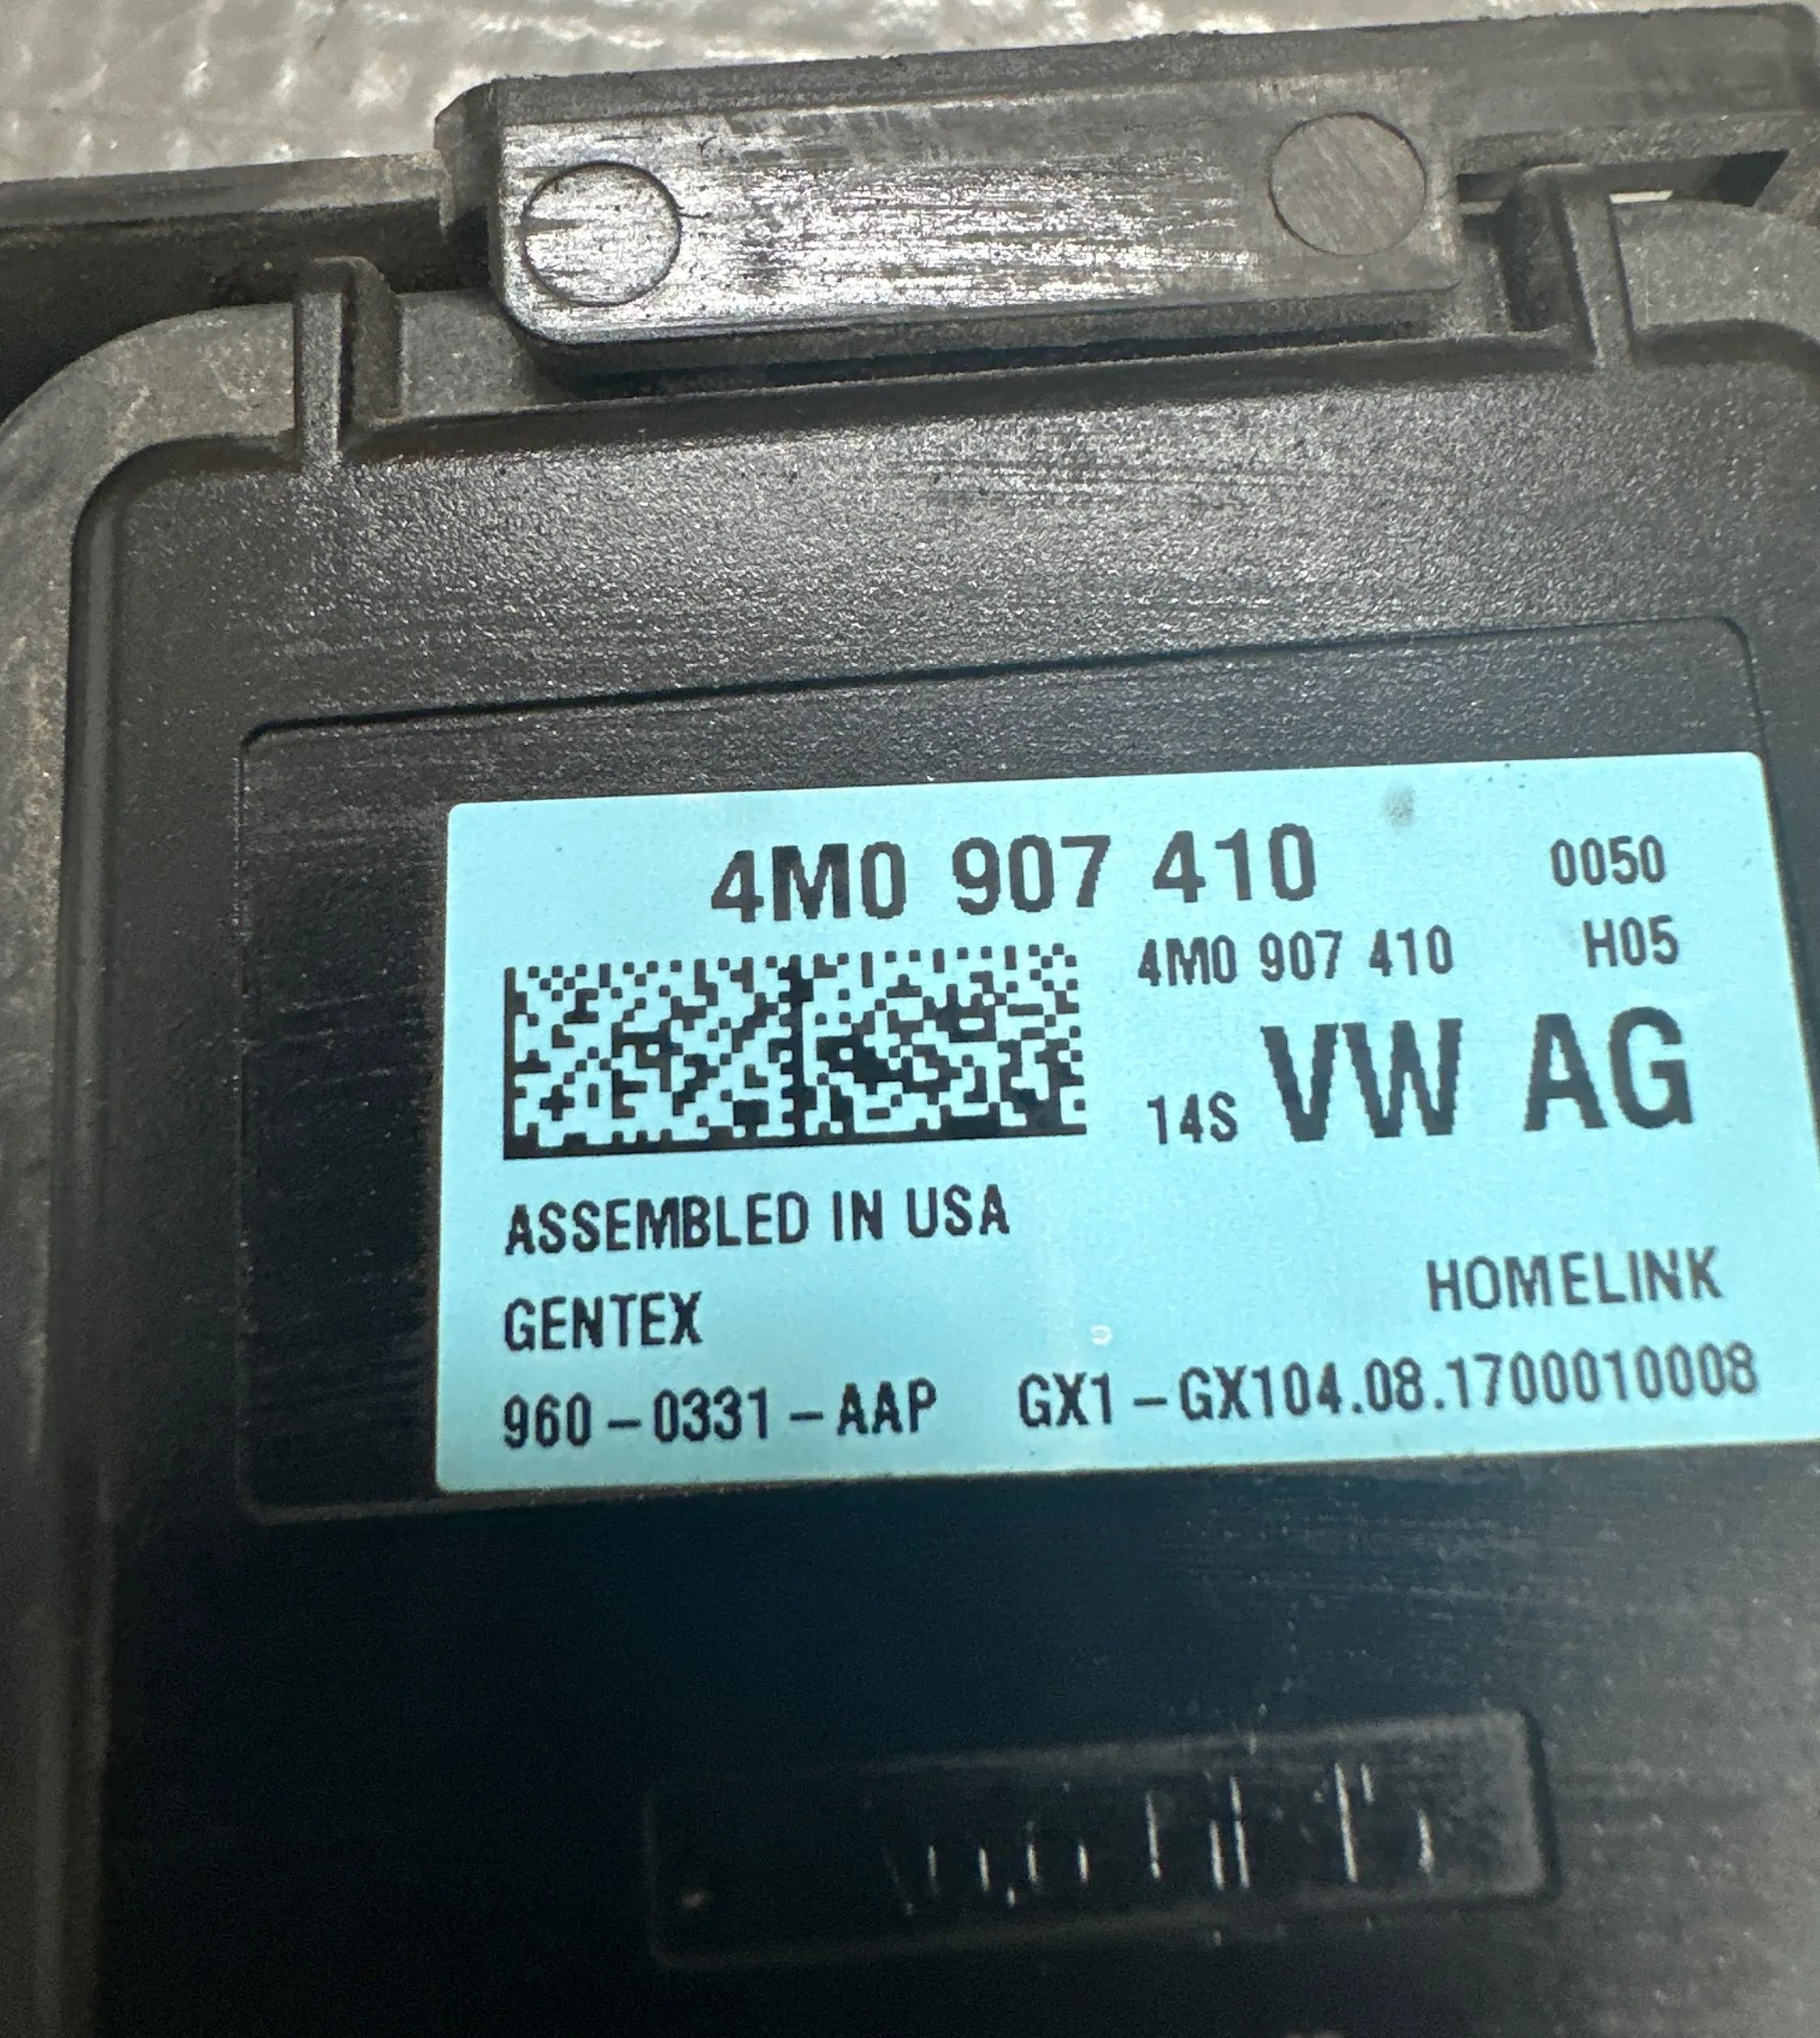 4M0 907 410 0050
4M0 907 410 H05
14S VW AG
ASSEMBLED IN USA
GENTEX HOMELINK
960-0331-AAP GX1-GX104.08.1700010008